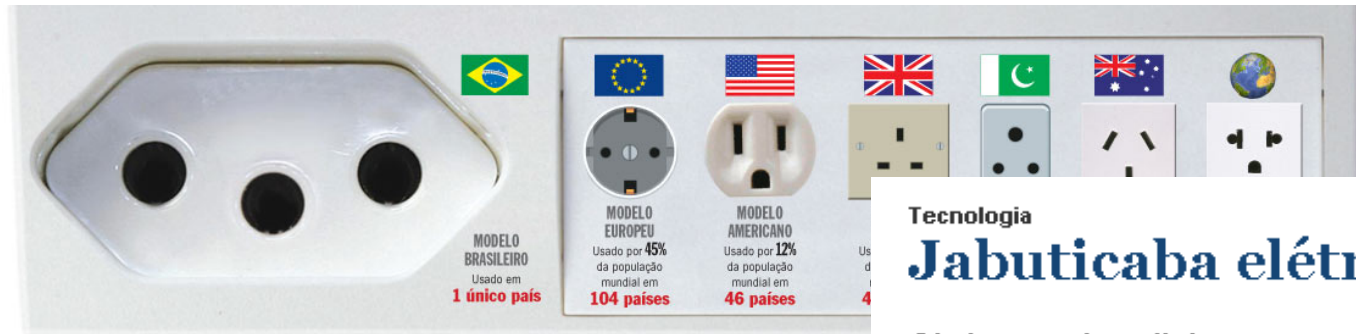 MODELO
BRASILEIRO
Usado em
1 único país
MODELO
EUROPEU
Usado por 45%
da população
mundial em
104 países
MODELO
AMERICANO
Usado por 12%
da população
mundial em
46 países
Tecnologia
Jabuticaba